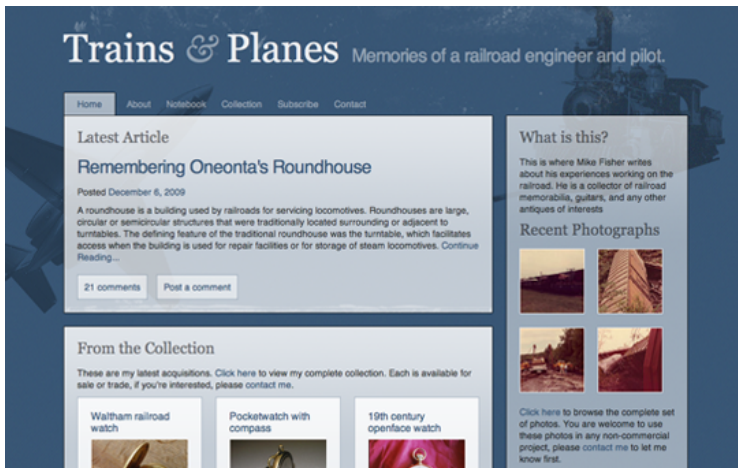 Trains & Planes Memories of a railroad engineer and pilot.
Home About Notebook Collection Subscribe Contact
Latest Article
Remembering Oneonta's Roundhouse
Posted December 6, 2009
A roundhouse is a building used by railroads for servicing locomotives. Roundhouses are large,
circular or semicircular structures that were traditionally located surrounding or adjacent to
turntables. The defining feature of the traditional roundhouse was the turntable, which facilitates
access when the building is used for repair facilities or for storage of steam locomotives. Continue
Reading...
21 comments Post a comment
From the Collection
These are my latest acquisitions. Click here to view my complete collection. Each is available for
sale or trade, if you're interested, please contact me.
Waltham railroad
watch
Pocketwatch with
compass
19th century
openface watch
What is this?
This is where Mike Fisher writes
about his experiences working on the
railroad. He is a collector of railroad
memorabilia, guitars, and any other
antiques of interests
Recent Photographs
Click here to browse the complete set
of photos. You are welcome to use
these photos in any non-commercial
project, please contact me to let me
know first.